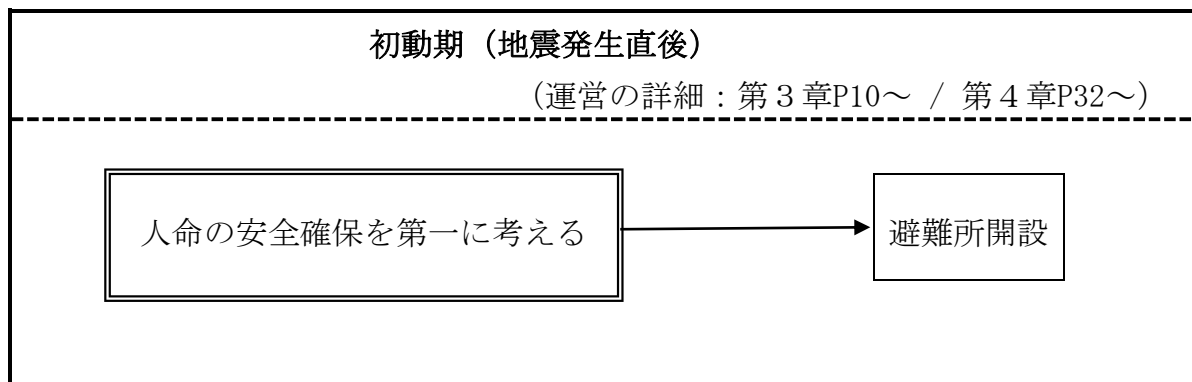 初動期（地震発生直後）
（運営の詳細：第３章P10～ / 第４章P32～）
人命の安全確保を第一に考える
避難所開設